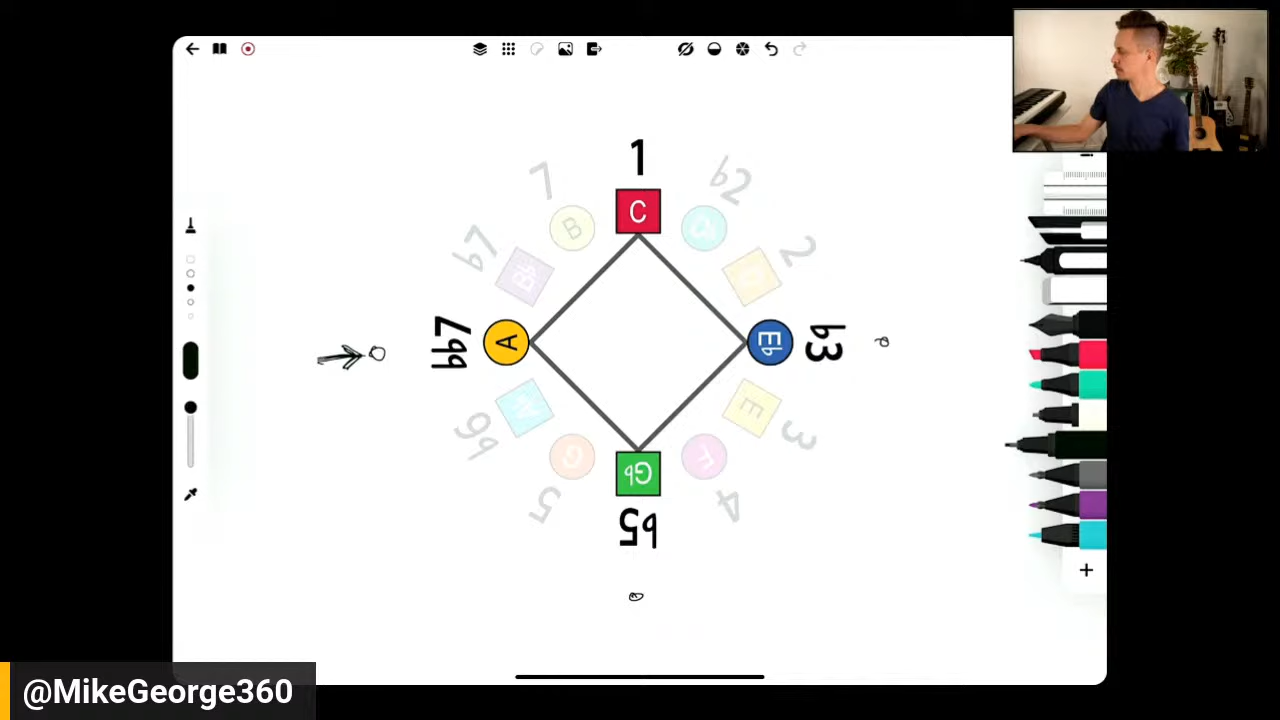 1
C
♭2
2
D
♭3
E♭
3
E
4
F
♭5
G♭
5
G
♭6
A♭
♭♭7
A
♭7
B♭
7
B
@MikeGeorge360